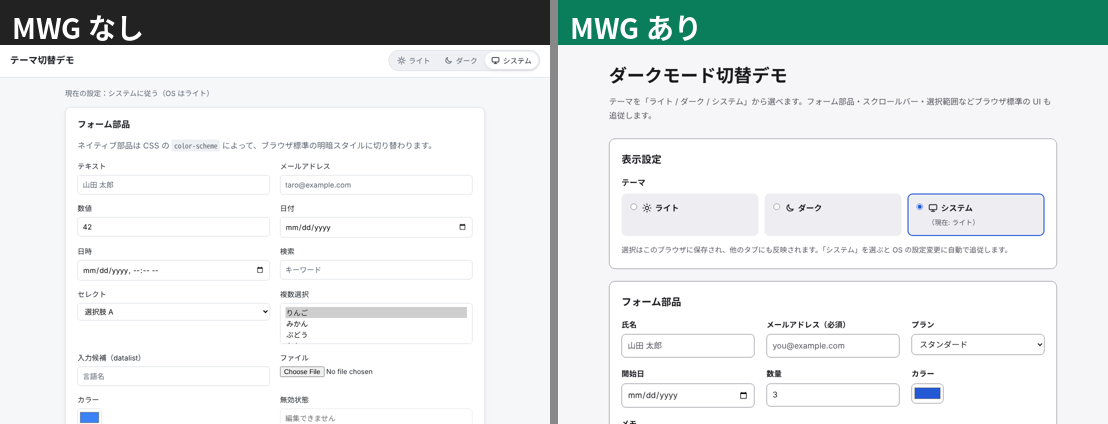 MWG なし
テーマ切替デモ
ライト ダーク システム
現在の設定：システムに従う（OS はライト）
フォーム部品
ネイティブ部品は CSS の color-scheme によって、ブラウザ標準の明暗スタイルに切り替わります。
テキスト メールアドレス
山田 太郎 taro@example.com
数値 日付
42 mm/dd/yyyy
日時 検索
mm/dd/yyyy, --:-- -- キーワード
セレクト 複数選択
選択肢 A りんご
みかん
ぶどう
入力候補（datalist） ファイル
言語名 Choose File No file chosen
カラー 無効状態
編集できません
MWG あり
ダークモード切替デモ
テーマを「ライト / ダーク / システム」から選べます。フォーム部品・スクロールバー・選択範囲などブラウザ標準の UI も
追従します。
表示設定
テーマ
ライト ダーク システム
（現在: ライト）
選択はこのブラウザに保存され、他のタブにも反映されます。「システム」を選ぶと OS の設定変更に自動で追従します。
フォーム部品
氏名 メールアドレス（必須） プラン
山田 太郎 you@example.com スタンダード
開始日 数量 カラー
mm/dd/yyyy 3
メモ